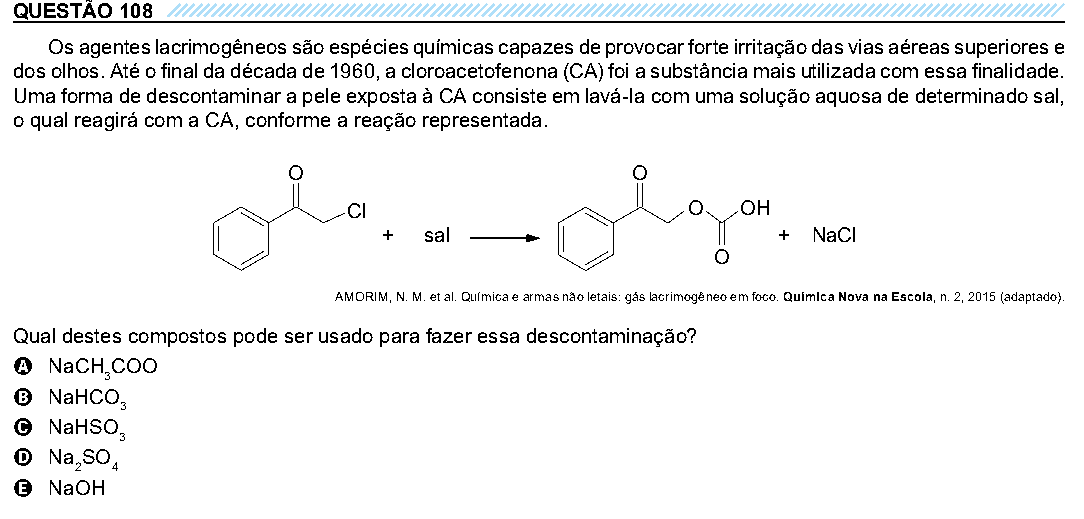 QUESTÃO 108
Os agentes lacrimogêneos são espécies químicas capazes de provocar forte irritação das vias aéreas superiores e
dos olhos. Até o final da década de 1960, a cloroacetofenona (CA) foi a substância mais utilizada com essa finalidade.
Uma forma de descontaminar a pele exposta à CA consiste em lavá-la com uma solução aquosa de determinado sal,
o qual reagirá com a CA, conforme a reação representada.
O
Cl
+ sal
O
O
OH
O
+ NaCl
AMORIM, N. M. et al. Química e armas não letais: gás lacrimogêneo em foco. Química Nova na Escola, n. 2, 2015 (adaptado).
Qual destes compostos pode ser usado para fazer essa descontaminação?
A NaCH₃COO
B NaHCO₃
C NaHSO₃
D Na₂SO₄
E NaOH